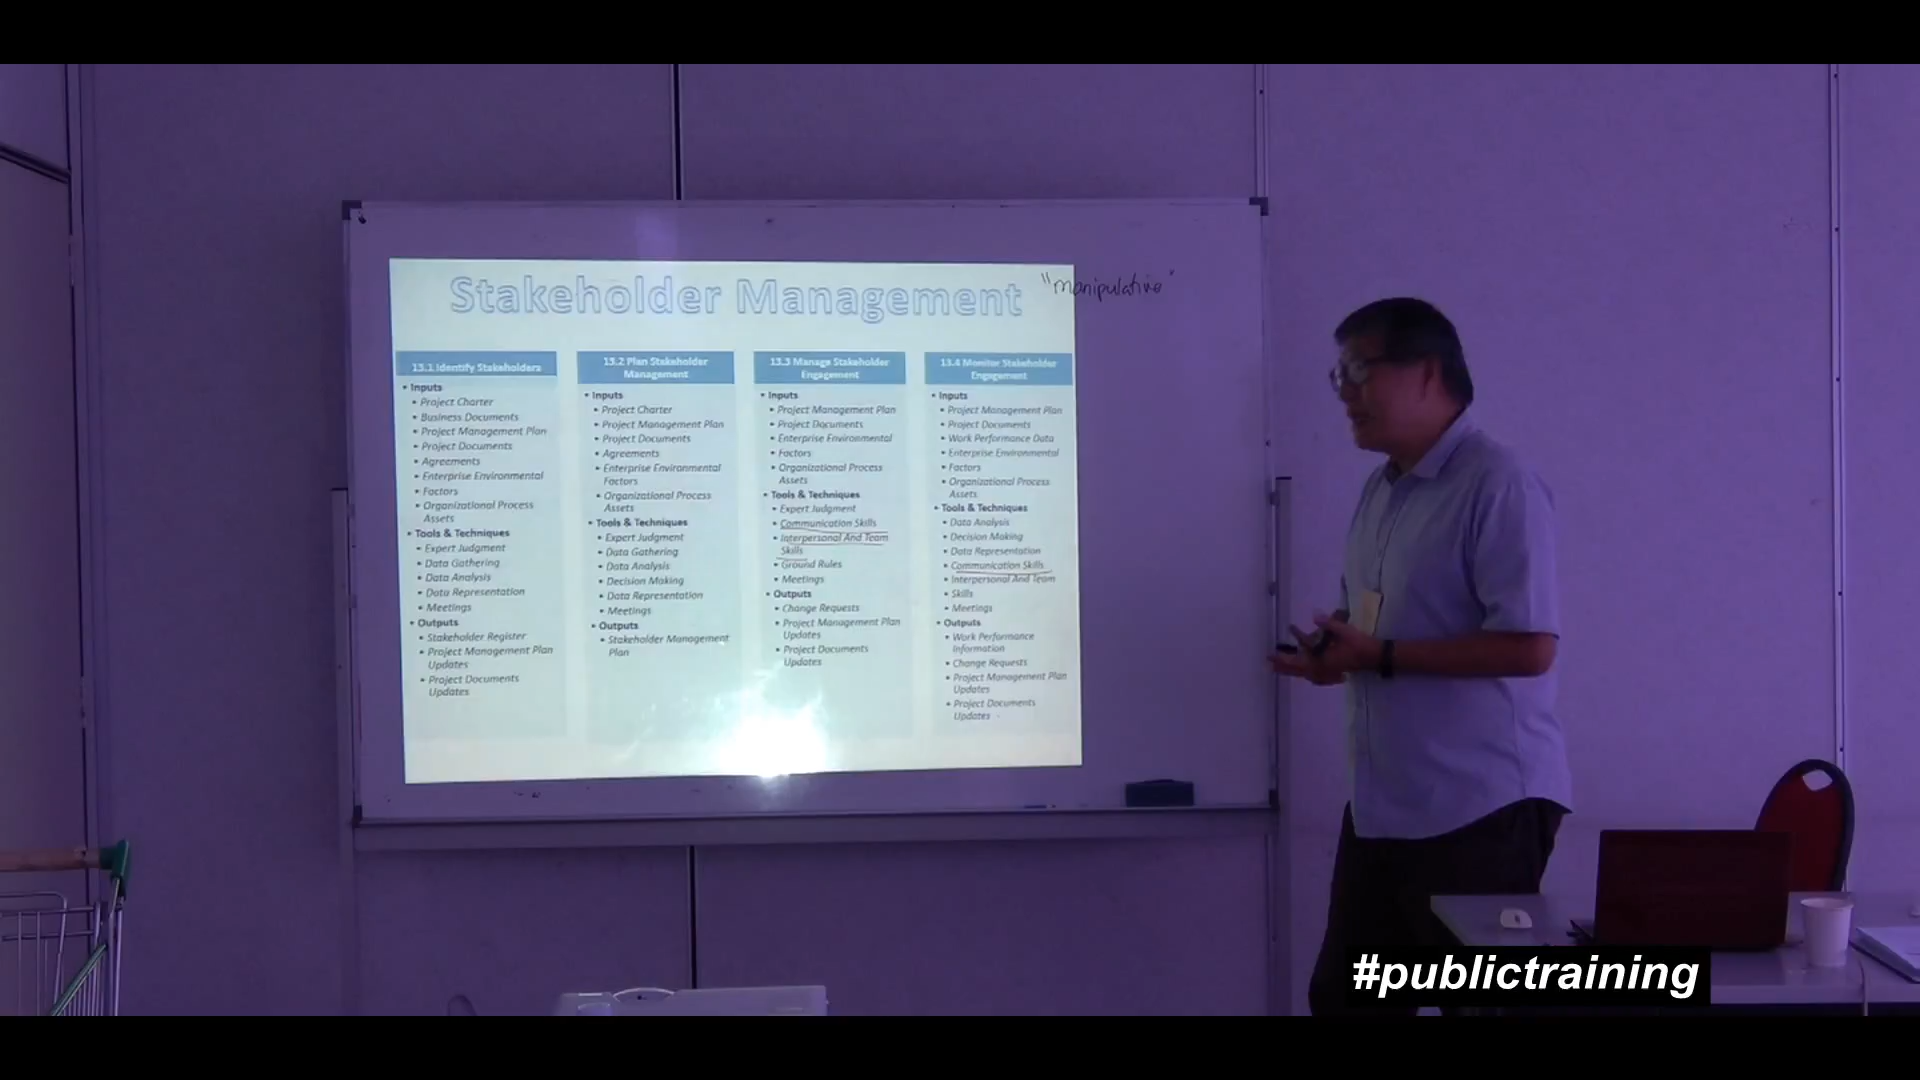 Stakeholder Management
"manipulative"
13.1 Identify Stakeholders
• Inputs
• Project Charter
• Business Documents
• Project Management Plan
• Project Documents
• Agreements
• Enterprise Environmental
• Factors
• Organizational Process
Assets
• Tools & Techniques
• Expert Judgment
• Data Gathering
• Data Analysis
• Data Representation
• Meetings
• Outputs
• Stakeholder Register
• Project Management Plan
Updates
• Project Documents
Updates
13.2 Plan Stakeholder
Management
• Inputs
• Project Charter
• Project Management Plan
• Project Documents
• Agreements
• Enterprise Environmental
Factors
• Organizational Process
Assets
• Tools & Techniques
• Expert Judgment
• Data Gathering
• Data Analysis
• Decision Making
• Data Representation
• Meetings
• Outputs
• Stakeholder Management
Plan
13.3 Manage Stakeholder
Engagement
• Inputs
• Project Management Plan
• Project Documents
• Enterprise Environmental
• Factors
• Organizational Process
Assets
• Tools & Techniques
• Expert Judgment
• Communication Skills
• Interpersonal And Team
Skills
• Ground Rules
• Meetings
• Outputs
• Change Requests
• Project Management Plan
Updates
• Project Documents
Updates
13.4 Monitor Stakeholder
Engagement
• Inputs
• Project Management Plan
• Project Documents
• Work Performance Data
• Enterprise Environmental
• Factors
• Organizational Process
Assets
• Tools & Techniques
• Data Analysis
• Decision Making
• Data Representation
• Communication Skills
• Interpersonal And Team
• Skills
• Meetings
• Outputs
• Work Performance
Information
• Change Requests
• Project Management Plan
Updates
• Project Documents
Updates
#publictraining